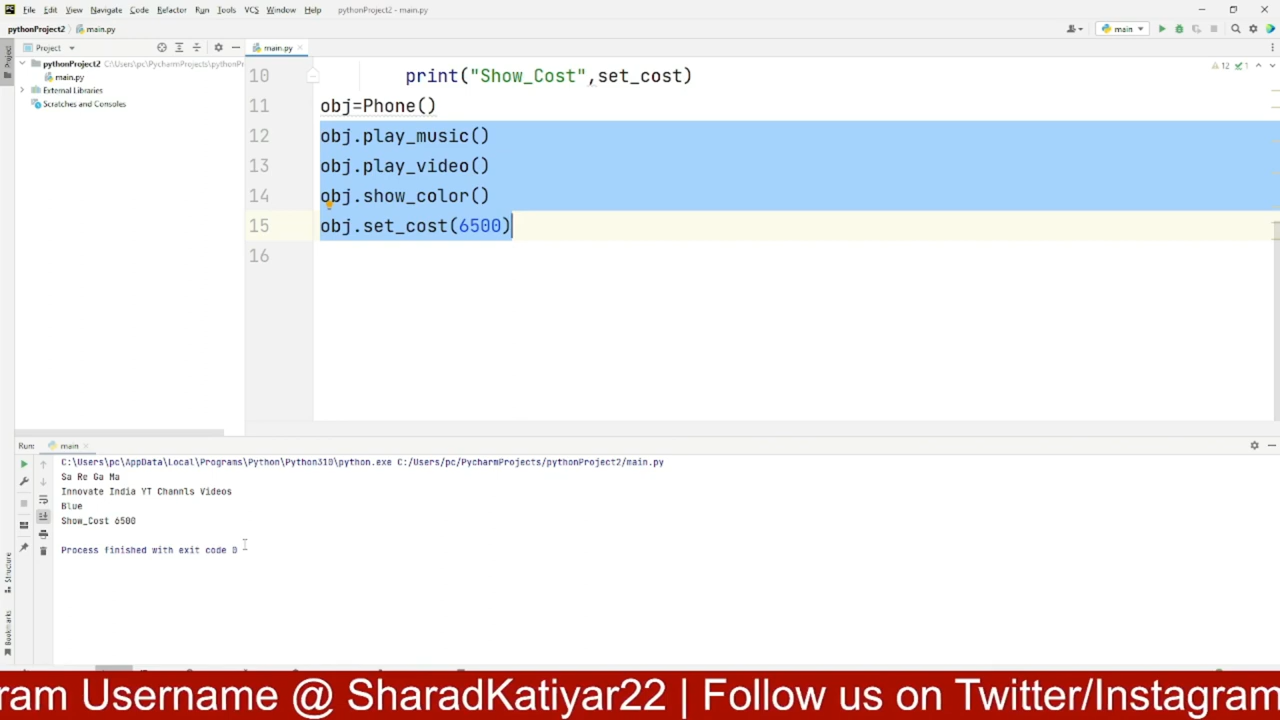 File Edit View Navigate Code Refactor Run Tools VCS Window Help pythonProject2 - main.py
pythonProject2 main.py main
Project main.py
pythonProject2 C:\Users\pc\PycharmProjects\pythonPr
main.py
External Libraries
Scratches and Consoles
12 1
10 print("Show_Cost",set_cost)
11 obj=Phone()
12 obj.play_music()
13 obj.play_video()
14 obj.show_color()
15 obj.set_cost(6500)
16
Project
Structure
Bookmarks
Run: main
C:\Users\pc\AppData\Local\Programs\Python\Python310\python.exe C:/Users/pc/PycharmProjects/pythonProject2/main.py
Sa Re Ga Ma
Innovate India YT Channls Videos
Blue
Show_Cost 6500
Process finished with exit code 0
ram Username @ SharadKatiyar22 | Follow us on Twitter/Instagram